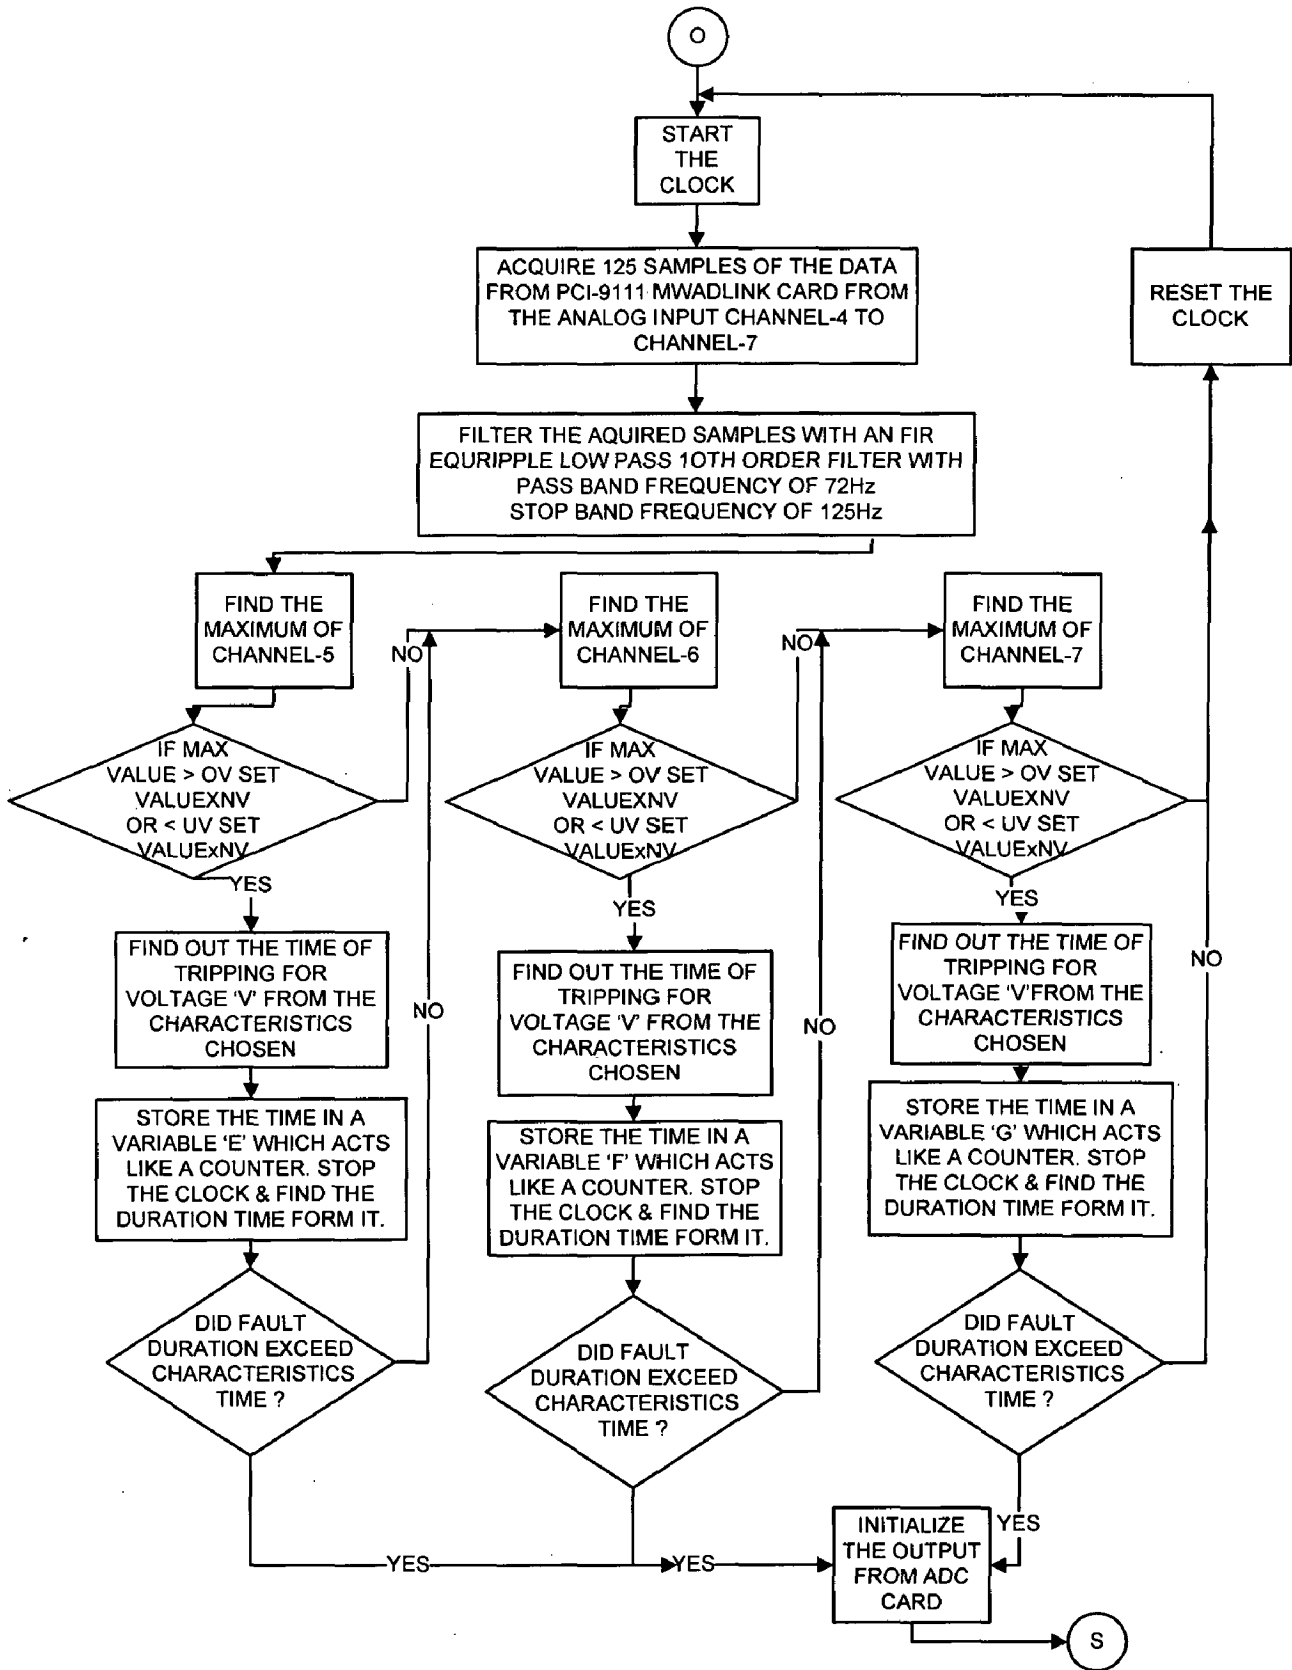 O
START
THE
CLOCK
ACQUIRE 125 SAMPLES OF THE DATA
FROM PCI-9111 MWADLINK CARD FROM
THE ANALOG INPUT CHANNEL-4 TO
CHANNEL-7
RESET THE
CLOCK
FILTER THE AQUIRED SAMPLES WITH AN FIR
EQURIPPLE LOW PASS 1OTH ORDER FILTER WITH
PASS BAND FREQUENCY OF 72Hz
STOP BAND FREQUENCY OF 125Hz
FIND THE
MAXIMUM OF
CHANNEL-5
NO
FIND THE
MAXIMUM OF
CHANNEL-6
NO
FIND THE
MAXIMUM OF
CHANNEL-7
IF MAX
VALUE > OV SET
VALUEXNV
OR < UV SET
VALUExNV
YES
IF MAX
VALUE > OV SET
VALUEXNV
OR < UV SET
VALUExNV
YES
IF MAX
VALUE > OV SET
VALUEXNV
OR < UV SET
VALUExNV
YES
FIND OUT THE TIME OF
TRIPPING FOR
VOLTAGE 'V' FROM THE
CHARACTERISTICS
CHOSEN
NO
FIND OUT THE TIME OF
TRIPPING FOR
VOLTAGE 'V' FROM THE
CHARACTERISTICS
CHOSEN
NO
FIND OUT THE TIME OF
TRIPPING FOR
VOLTAGE 'V'FROM THE
CHARACTERISTICS
CHOSEN
NO
STORE THE TIME IN A
VARIABLE 'E' WHICH ACTS
LIKE A COUNTER. STOP
THE CLOCK & FIND THE
DURATION TIME FORM IT.
STORE THE TIME IN A
VARIABLE 'F' WHICH ACTS
LIKE A COUNTER. STOP
THE CLOCK & FIND THE
DURATION TIME FORM IT.
STORE THE TIME IN A
VARIABLE 'G' WHICH ACTS
LIKE A COUNTER. STOP
THE CLOCK & FIND THE
DURATION TIME FORM IT.
DID FAULT
DURATION EXCEED
CHARACTERISTICS
TIME ?
DID FAULT
DURATION EXCEED
CHARACTERISTICS
TIME ?
DID FAULT
DURATION EXCEED
CHARACTERISTICS
TIME ?
YES
YES
INITIALIZE
THE OUTPUT
FROM ADC
CARD
YES
S